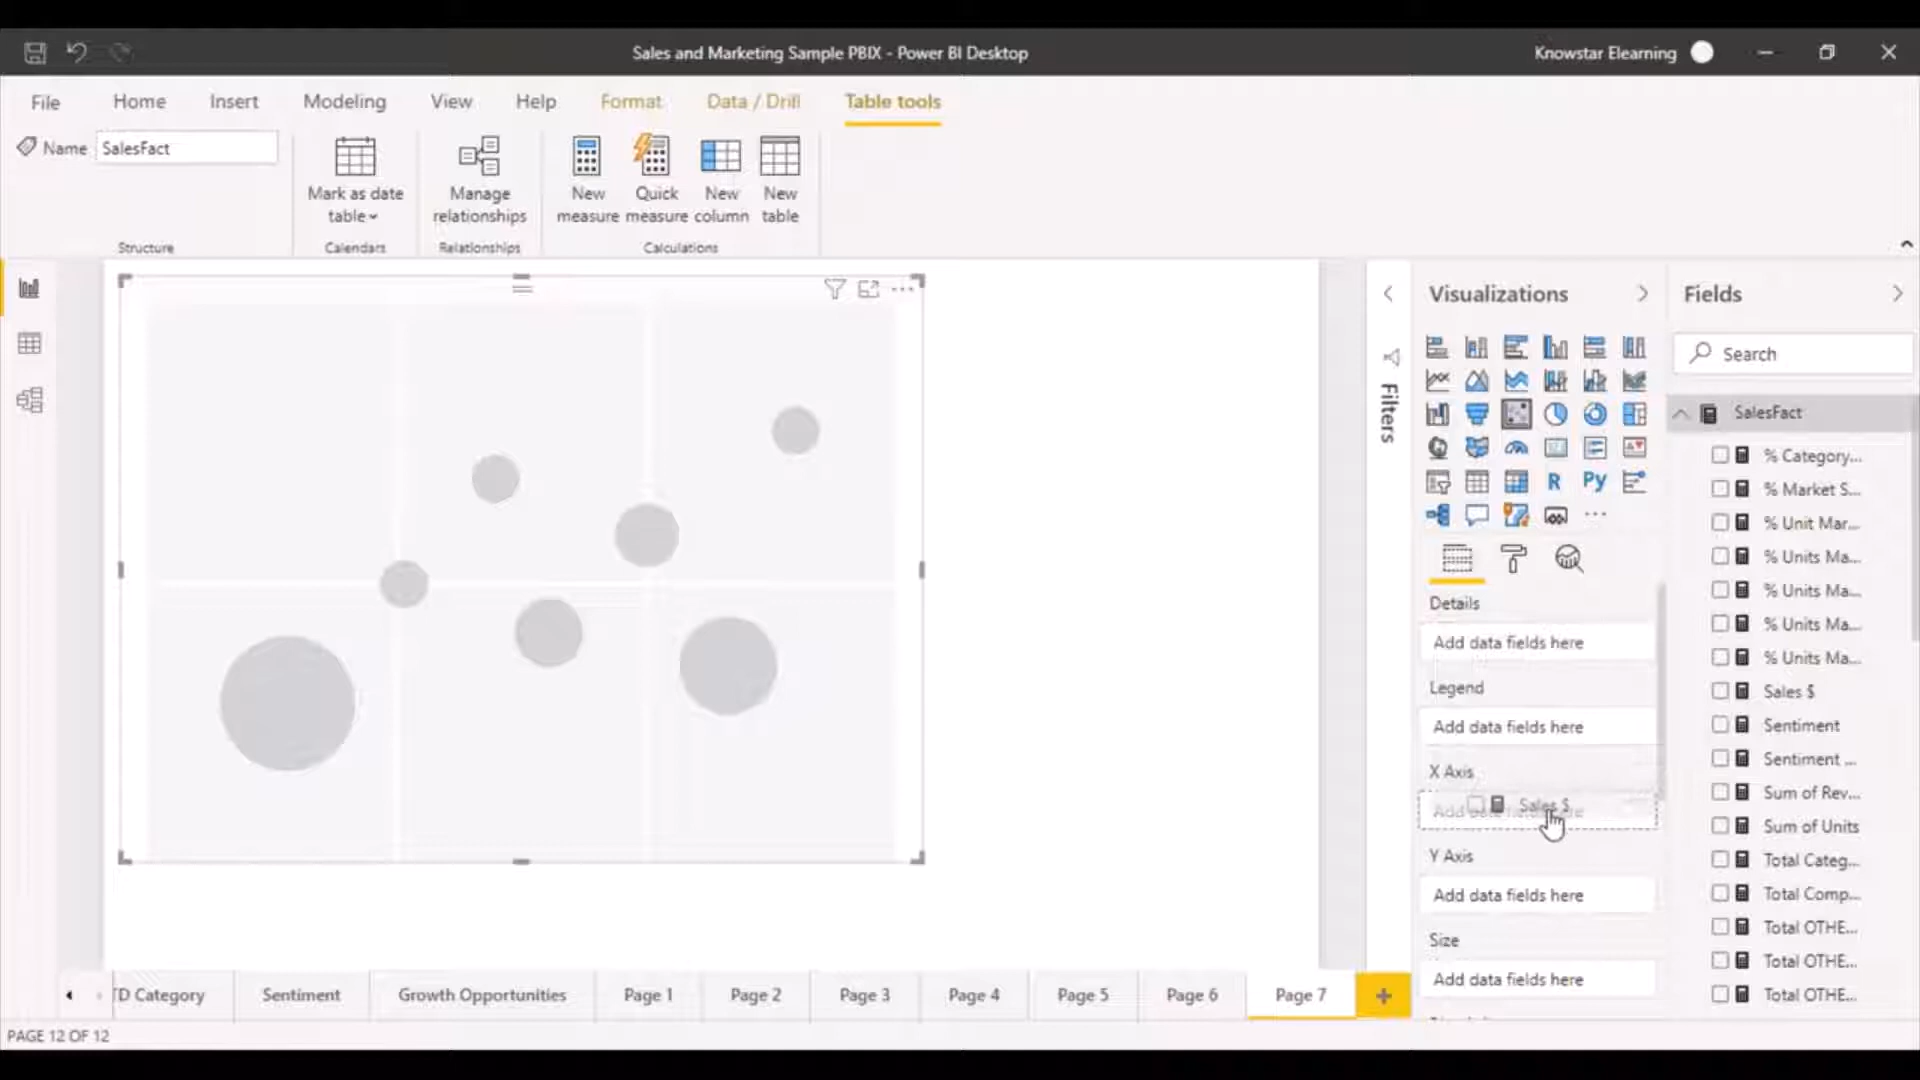 Sales and Marketing Sample PBIX - Power BI Desktop
Knowstar Elearning
File
Home
Insert
Modeling
View
Help
Format
Data / Drill
Table tools
Name
SalesFact
Mark as date
table
Manage
relationships
New
measure
Quick
measure
New
column
New
table
Structure
Calendars
Relationships
Calculations
Filters
Visualizations
R
Py
Details
Add data fields here
Legend
Add data fields here
X Axis
Add data fields here
Sales $
Y Axis
Add data fields here
Size
Add data fields here
Fields
Search
SalesFact
% Category...
% Market S...
% Unit Mar...
% Units Ma...
% Units Ma...
% Units Ma...
% Units Ma...
Sales $
Sentiment
Sentiment ...
Sum of Rev...
Sum of Units
Total Categ...
Total Comp...
Total OTHE...
Total OTHE...
Total OTHE...
TD Category
Sentiment
Growth Opportunities
Page 1
Page 2
Page 3
Page 4
Page 5
Page 6
Page 7
PAGE 12 OF 12